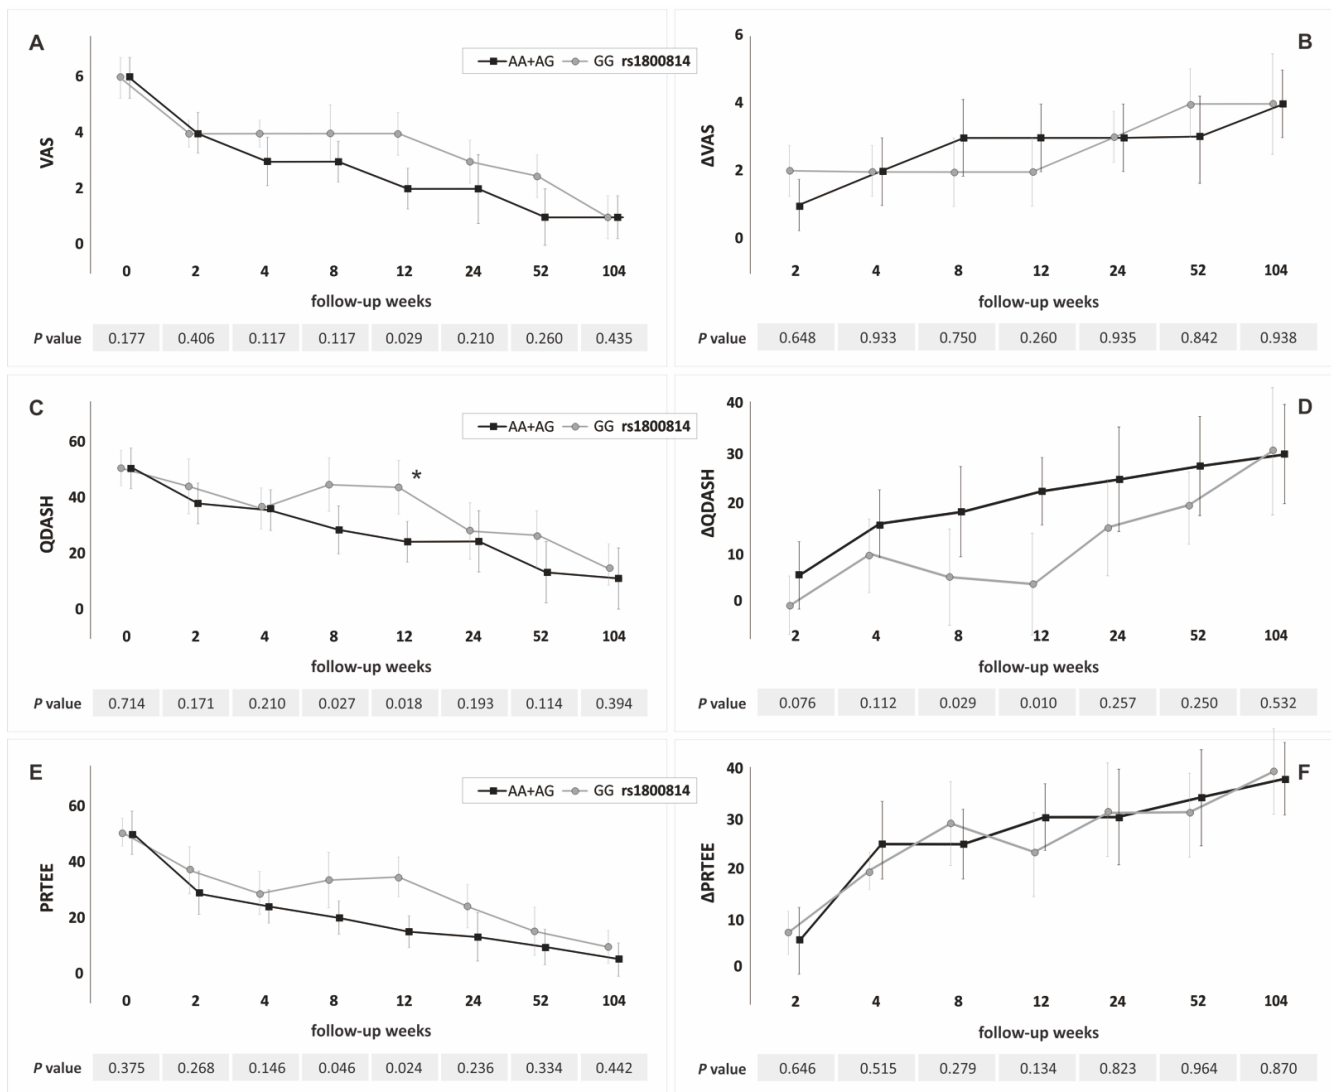 A
AA+AG GG rs1800814
VAS
6
4
2
0
0 2 4 8 12 24 52 104
follow-up weeks
P value 0.177 0.406 0.117 0.117 0.029 0.210 0.260 0.435
B
ΔVAS
6
4
2
0
2 4 8 12 24 52 104
follow-up weeks
P value 0.648 0.933 0.750 0.260 0.935 0.842 0.938
C
AA+AG GG rs1800814
QDASH
60
40
20
0
*
0 2 4 8 12 24 52 104
follow-up weeks
P value 0.714 0.171 0.210 0.027 0.018 0.193 0.114 0.394
D
ΔQDASH
40
30
20
10
0
2 4 8 12 24 52 104
follow-up weeks
P value 0.076 0.112 0.029 0.010 0.257 0.250 0.532
E
AA+AG GG rs1800814
PRTEE
60
40
20
0
0 2 4 8 12 24 52 104
follow-up weeks
P value 0.375 0.268 0.146 0.046 0.024 0.236 0.334 0.442
F
ΔPRTEE
40
30
20
10
0
2 4 8 12 24 52 104
follow-up weeks
P value 0.646 0.515 0.279 0.134 0.823 0.964 0.870